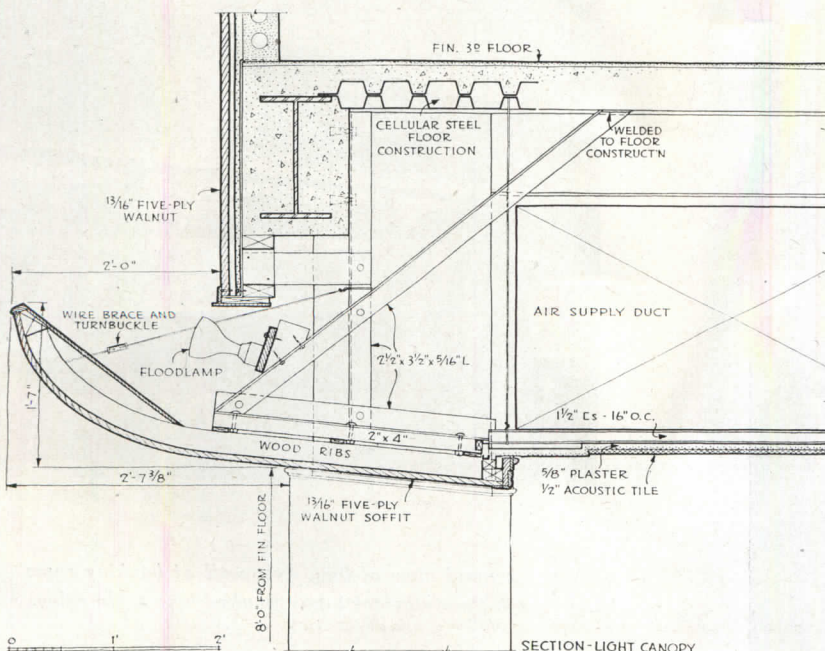 FIN. 3º FLOOR
CELLULAR STEEL
FLOOR
CONSTRUCTION
WELDED
TO FLOOR
CONSTRUCT'N
13/16" FIVE-PLY
WALNUT
2'-0"
WIRE BRACE AND
TURNBUCKLE
AIR SUPPLY DUCT
FLOODLAMP
2 1/2" x 3 1/2" x 5/16" L
1'-7"
1 1/2" Cs - 16" O.C.
2" x 4"
WOOD RIBS
2'-7 3/8"
5/8" PLASTER
1/2" ACOUSTIC TILE
13/16" FIVE-PLY
WALNUT SOFFIT
8'-0" FROM FIN FLOOR
0 1' 2'
SECTION-LIGHT CANOPY